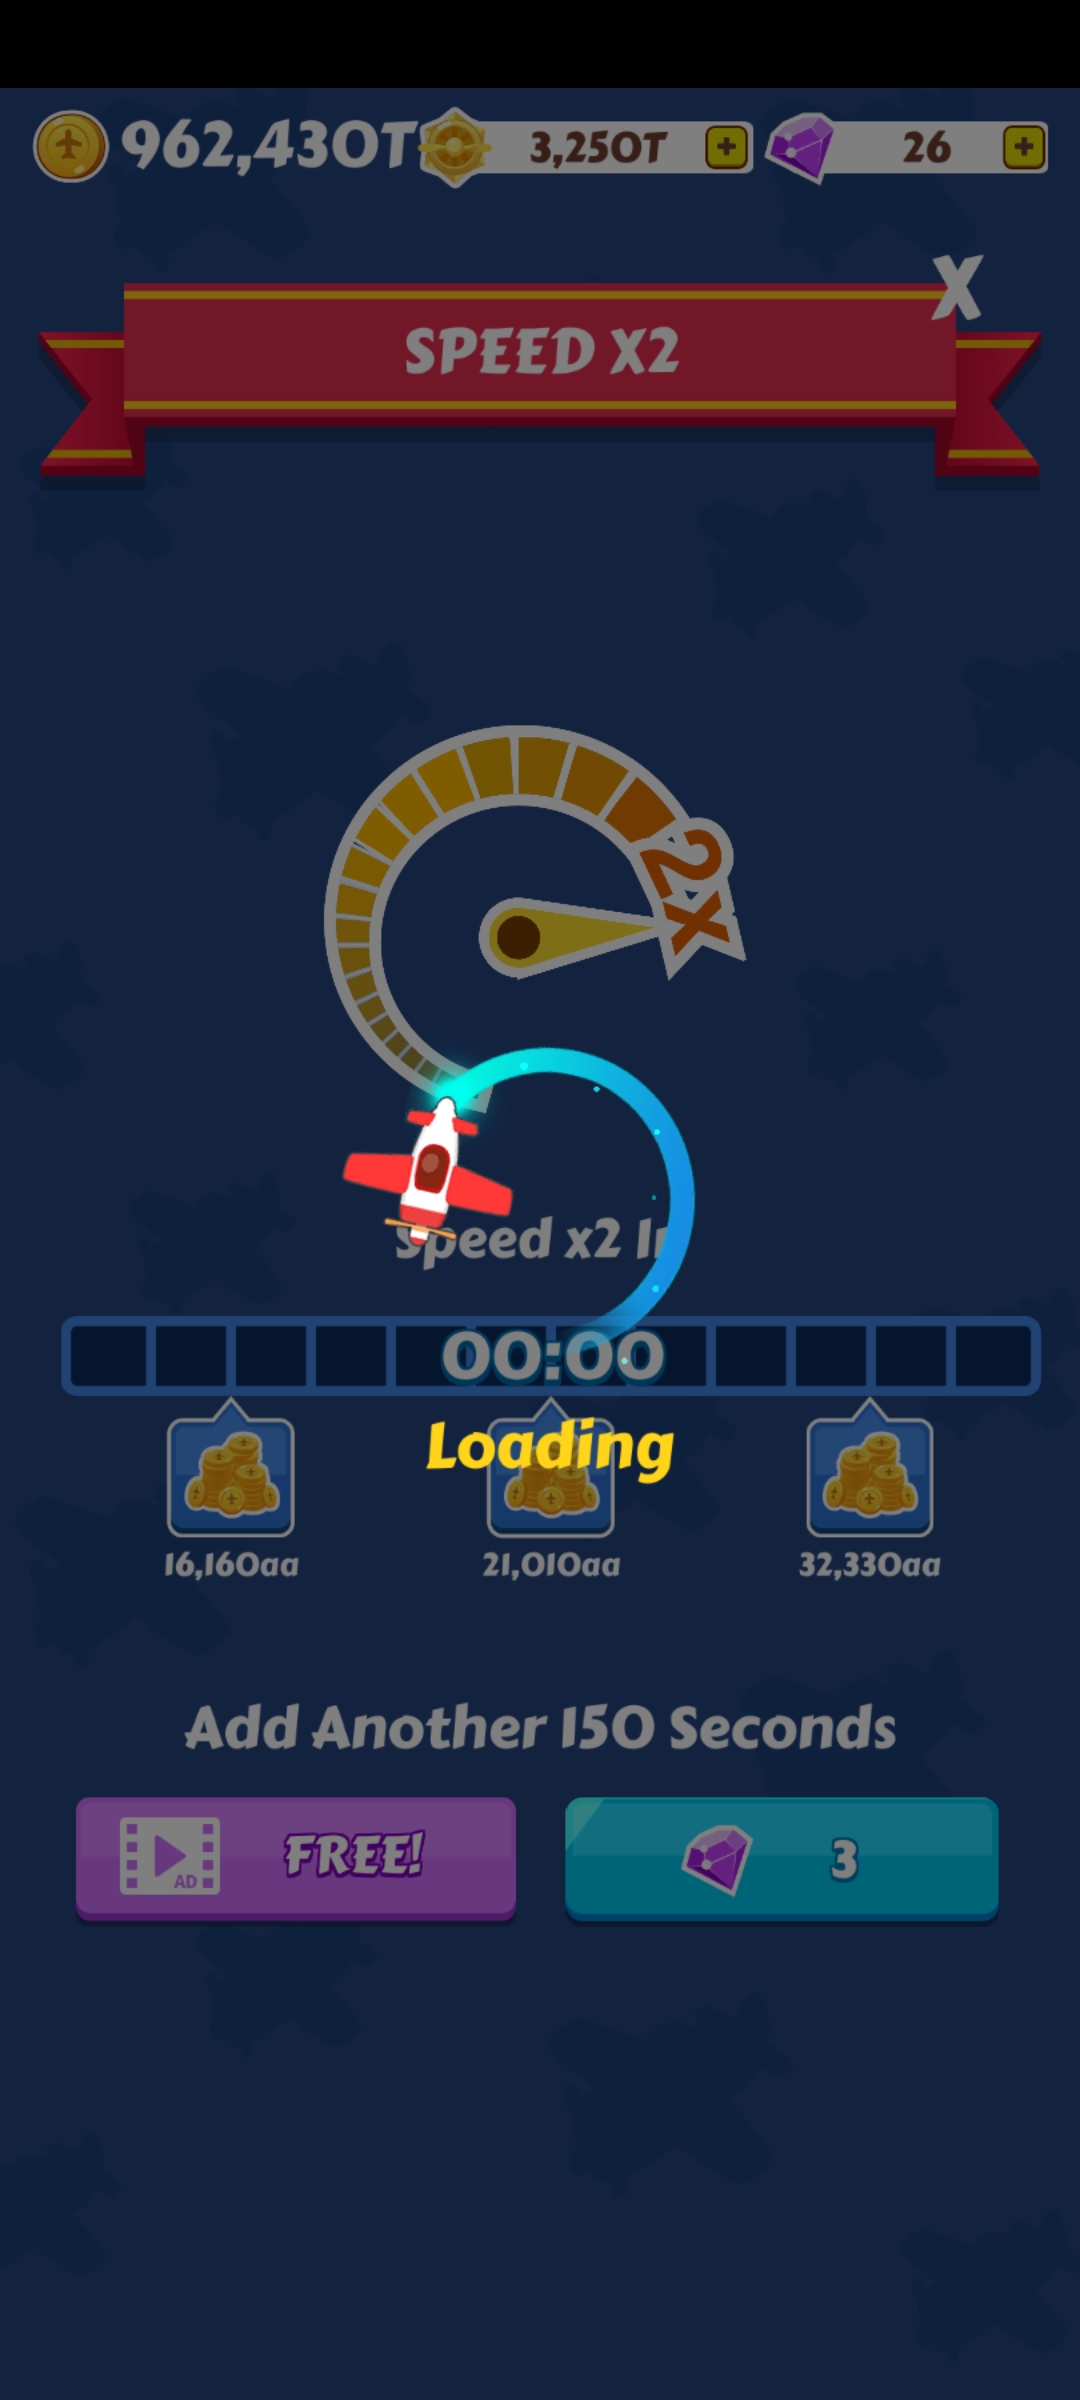 962,430T
3,250T
26
X
SPEED X2
2x
Speed x2
00:00
Loading
16,160aa
21,010aa
32,330aa
Add Another 150 Seconds
AD
FREE!
3